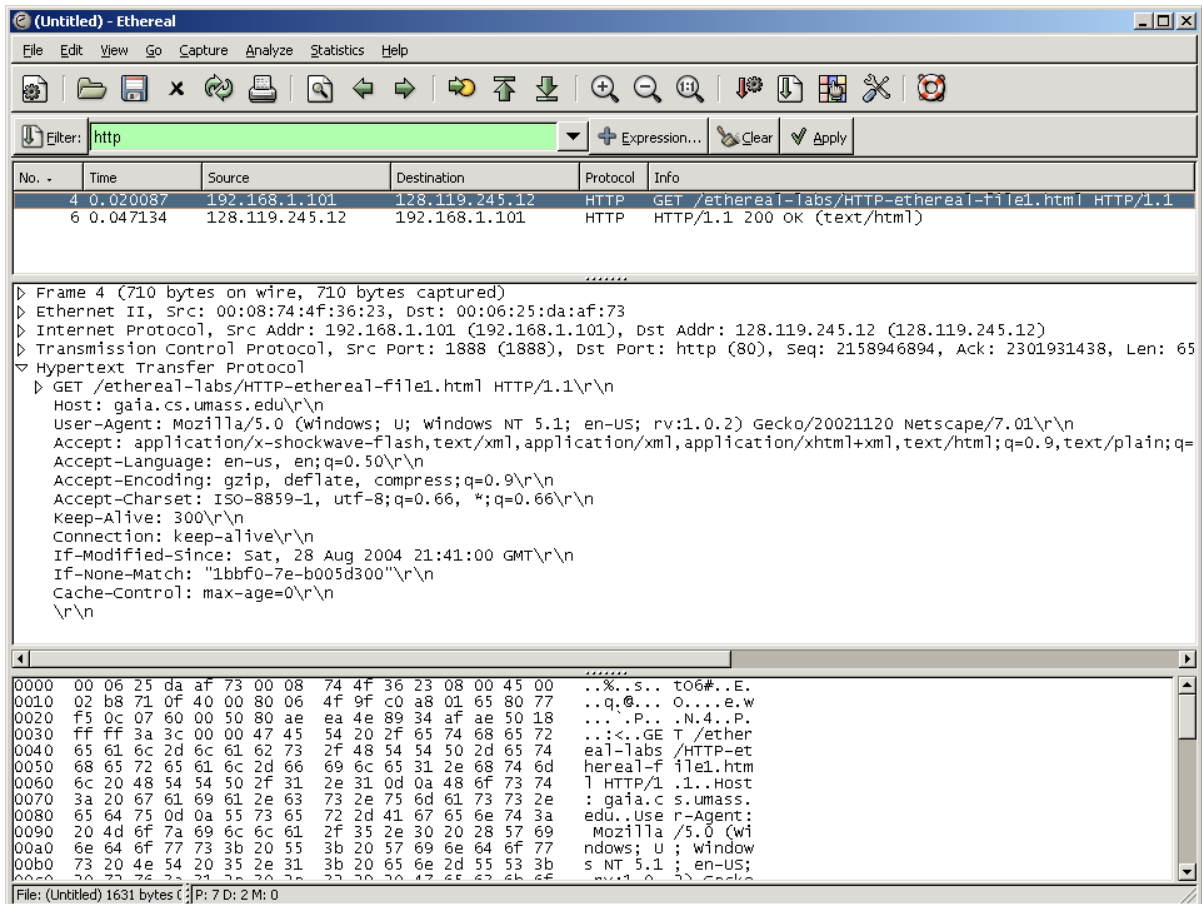 (Untitled) - Ethereal
File Edit View Go Capture Analyze Statistics Help
Filter: http Expression... Clear Apply
No. Time Source Destination Protocol Info
4 0.020087 192.168.1.101 128.119.245.12 HTTP GET /ethereal-labs/HTTP-ethereal-file1.html HTTP/1.1
6 0.047134 128.119.245.12 192.168.1.101 HTTP HTTP/1.1 200 OK (text/html)
Frame 4 (710 bytes on wire, 710 bytes captured)
Ethernet II, Src: 00:08:74:4f:36:23, Dst: 00:06:25:da:af:73
Internet Protocol, Src Addr: 192.168.1.101 (192.168.1.101), Dst Addr: 128.119.245.12 (128.119.245.12)
Transmission Control Protocol, Src Port: 1888 (1888), Dst Port: http (80), Seq: 2158946894, Ack: 2301931438, Len: 65
Hypertext Transfer Protocol
GET /ethereal-labs/HTTP-ethereal-file1.html HTTP/1.1\r\n
Host: gaia.cs.umass.edu\r\n
User-Agent: Mozilla/5.0 (Windows; U; Windows NT 5.1; en-US; rv:1.0.2) Gecko/20021120 Netscape/7.01\r\n
Accept: application/x-shockwave-flash,text/xml,application/xml,application/xhtml+xml,text/html;q=0.9,text/plain;q=
Accept-Language: en-us, en;q=0.50\r\n
Accept-Encoding: gzip, deflate, compress;q=0.9\r\n
Accept-Charset: ISO-8859-1, utf-8;q=0.66, *;q=0.66\r\n
Keep-Alive: 300\r\n
Connection: keep-alive\r\n
If-Modified-Since: Sat, 28 Aug 2004 21:41:00 GMT\r\n
If-None-Match: "1bbf0-7e-b005d300"\r\n
Cache-Control: max-age=0\r\n
\r\n
0000 00 06 25 da af 73 00 08 74 4f 36 23 08 00 45 00 ..%..s.. tO6#..E.
0010 02 b8 71 0f 40 00 80 06 4f 9f c0 a8 01 65 80 77 ..q.@... O....e.w
0020 f5 0c 07 60 00 50 80 ae ea 4e 89 34 af ae 50 18 ...`.P.. .N.4..P.
0030 ff ff 3a 3c 00 00 47 45 54 20 2f 65 74 68 65 72 ..:<..GE T /ether
0040 65 61 6c 2d 6c 61 62 73 2f 48 54 54 50 2d 65 74 eal-labs /HTTP-et
0050 68 65 72 65 61 6c 2d 66 69 6c 65 31 2e 68 74 6d hereal-f ile1.htm
0060 6c 20 48 54 54 50 2f 31 2e 31 0d 0a 48 6f 73 74 l HTTP/1 .1..Host
0070 3a 20 67 61 69 61 2e 63 73 2e 75 6d 61 73 73 2e : gaia.c s.umass.
0080 65 64 75 0d 0a 55 73 65 72 2d 41 67 65 6e 74 3a edu..Use r-Agent:
0090 20 4d 6f 7a 69 6c 6c 61 2f 35 2e 30 20 28 57 69 Mozilla /5.0 (Wi
00a0 6e 64 6f 77 73 3b 20 55 3b 20 57 69 6e 64 6f 77 ndows; U ; Window
00b0 73 20 4e 54 20 35 2e 31 3b 20 65 6e 2d 55 53 3b s NT 5.1 ; en-US;
File: (Untitled) 1631 bytes P: 7 D: 2 M: 0